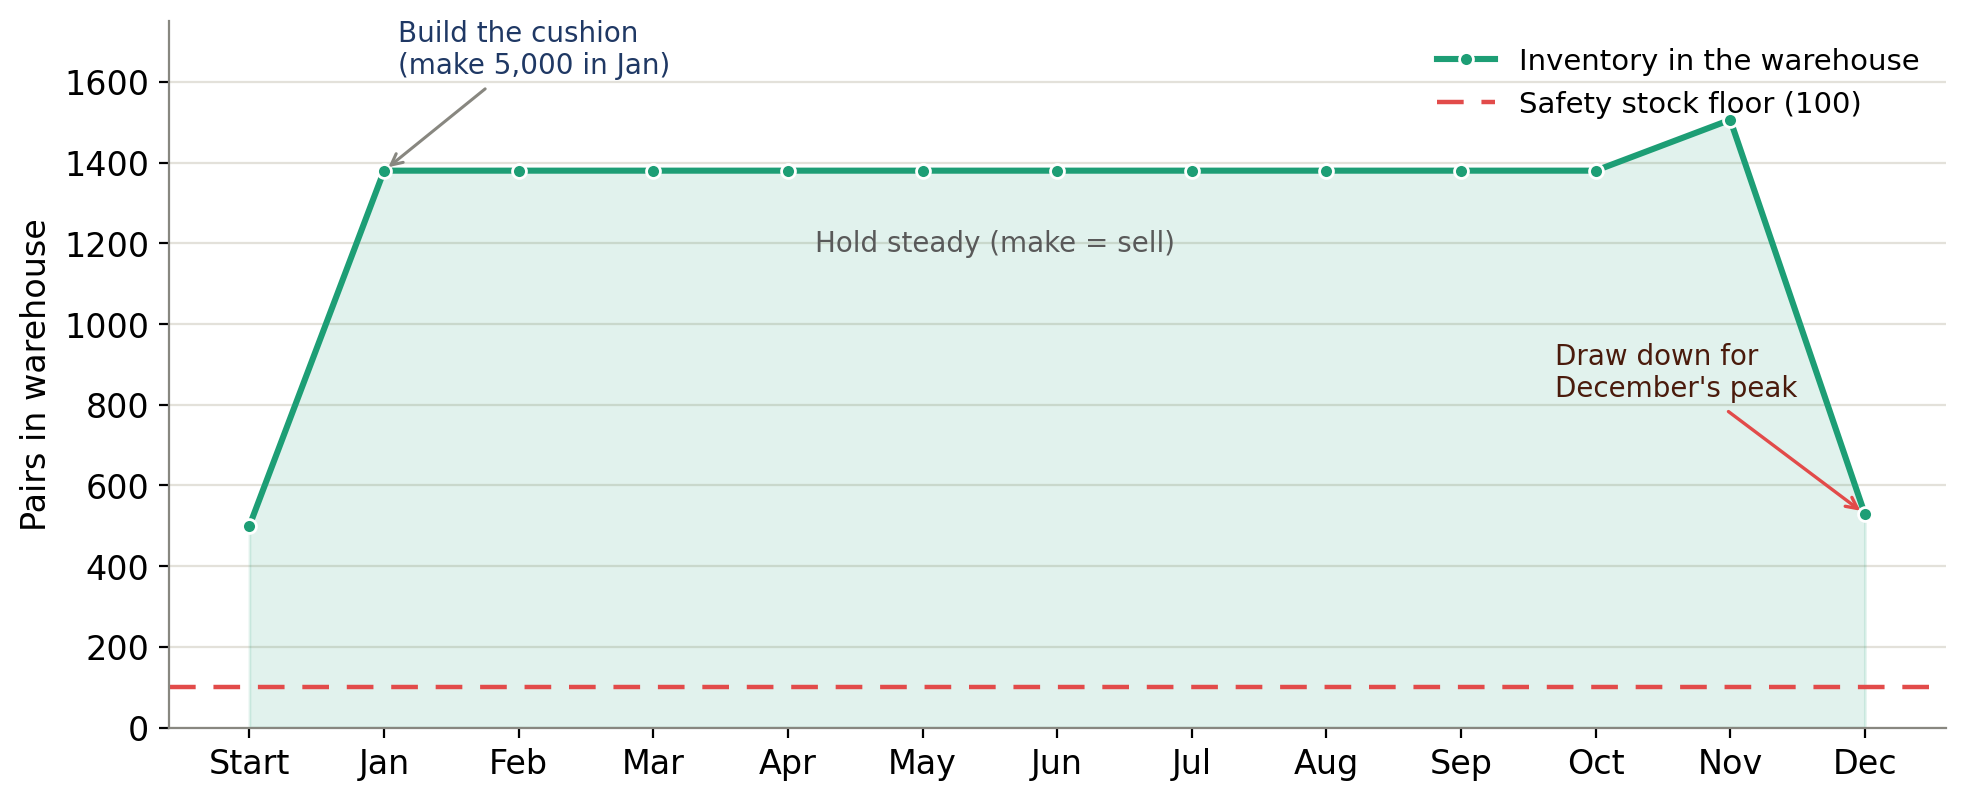 Build the cushion
(make 5,000 in Jan)
Inventory in the warehouse
Safety stock floor (100)
Pairs in warehouse
1600
1400
1200
1000
800
600
400
200
0
Hold steady (make = sell)
Draw down for
December's peak
Start Jan Feb Mar Apr May Jun Jul Aug Sep Oct Nov Dec